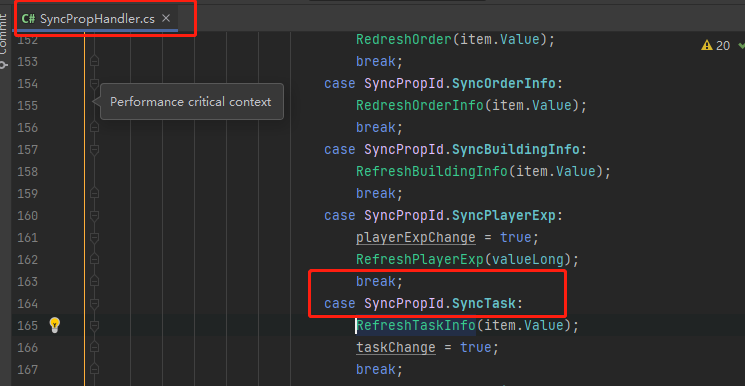 Commit
C# SyncPropHandler.cs ×
20
152 RedreshOrder(item.Value);
153 break;
154 case SyncPropId.SyncOrderInfo:
155 RedreshOrderInfo(item.Value);
Performance critical context
156 break;
157 case SyncPropId.SyncBuildingInfo:
158 RefreshBuildingInfo(item.Value);
159 break;
160 case SyncPropId.SyncPlayerExp:
161 playerExpChange = true;
162 RefreshPlayerExp(valueLong);
163 break;
164 case SyncPropId.SyncTask:
165 RefreshTaskInfo(item.Value);
166 taskChange = true;
167 break;